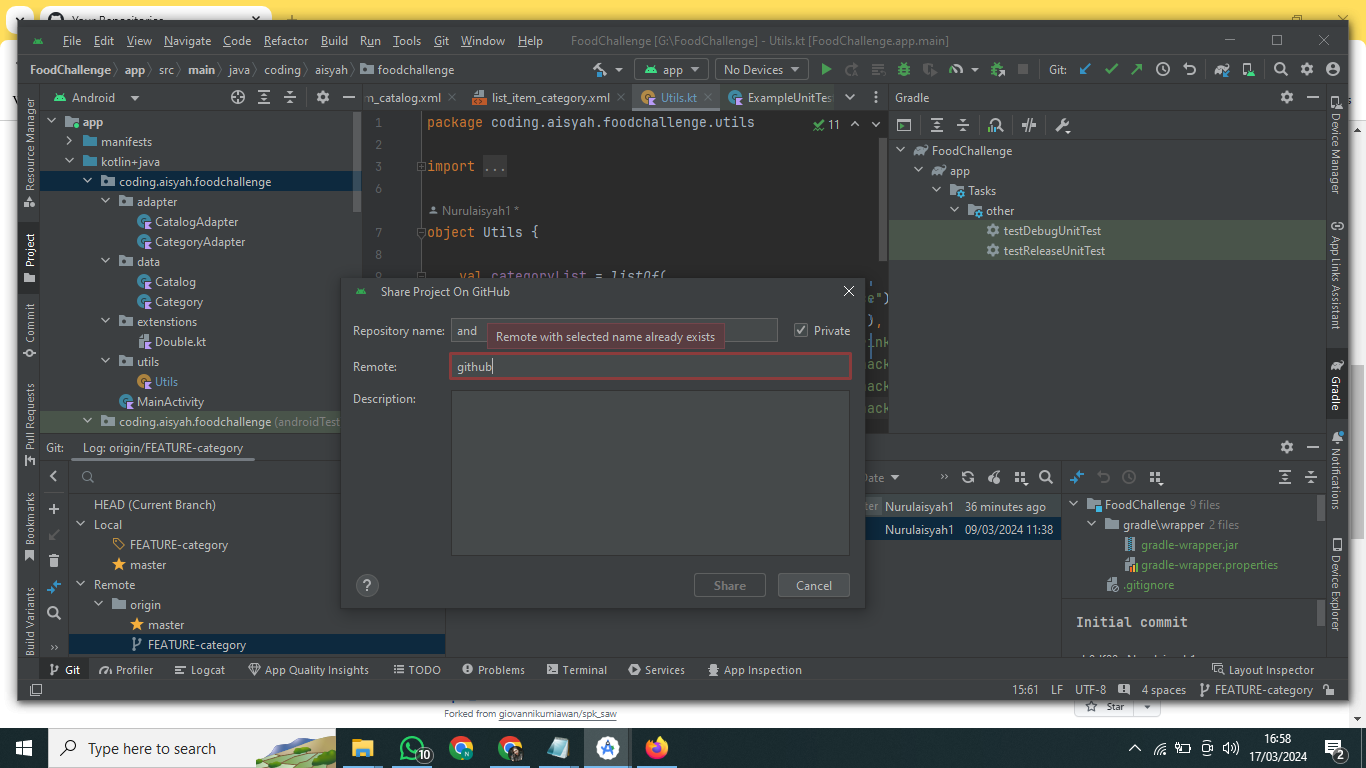 Your Repositories
File Edit View Navigate Code Refactor Build Run Tools Git Window Help FoodChallenge [G:\FoodChallenge] - Utils.kt [FoodChallenge.app.main]
FoodChallenge app src main java coding aisyah foodchallenge app No Devices Git:
Android
m_catalog.xml list_item_category.xml Utils.kt ExampleUnitTes
Gradle
Resource Manager
Project
Commit
Pull Requests
Bookmarks
Build Variants
app
manifests
kotlin+java
coding.aisyah.foodchallenge
adapter
CatalogAdapter
CategoryAdapter
data
Catalog
Category
extenstions
Double.kt
utils
Utils
MainActivity
coding.aisyah.foodchallenge (androidTest
1 package coding.aisyah.foodchallenge.utils
11
2
3 import ...
6
Nurulaisyah1 *
7 object Utils {
8
9 val categoryList = listOf(
FoodChallenge
app
Tasks
other
testDebugUnitTest
testReleaseUnitTest
Device Manager
App Links Assistant
Gradle
Notifications
Device Explorer
Share Project On GitHub
Repository name: and Private
Remote with selected name already exists
Remote: github
Description:
? Share Cancel
Git: Log: origin/FEATURE-category
HEAD (Current Branch)
Local
FEATURE-category
master
Remote
origin
master
FEATURE-category
Date
Nurulaisyah1 36 minutes ago
Nurulaisyah1 09/03/2024 11:38
FoodChallenge 9 files
gradle\wrapper 2 files
gradle-wrapper.jar
gradle-wrapper.properties
.gitignore
Initial commit
Git Profiler Logcat App Quality Insights TODO Problems Terminal Services App Inspection Layout Inspector
15:61 LF UTF-8 4 spaces FEATURE-category
Forked from giovannikurniawan/spk_saw
Star
Type here to search
10
16:58
17/03/2024
2